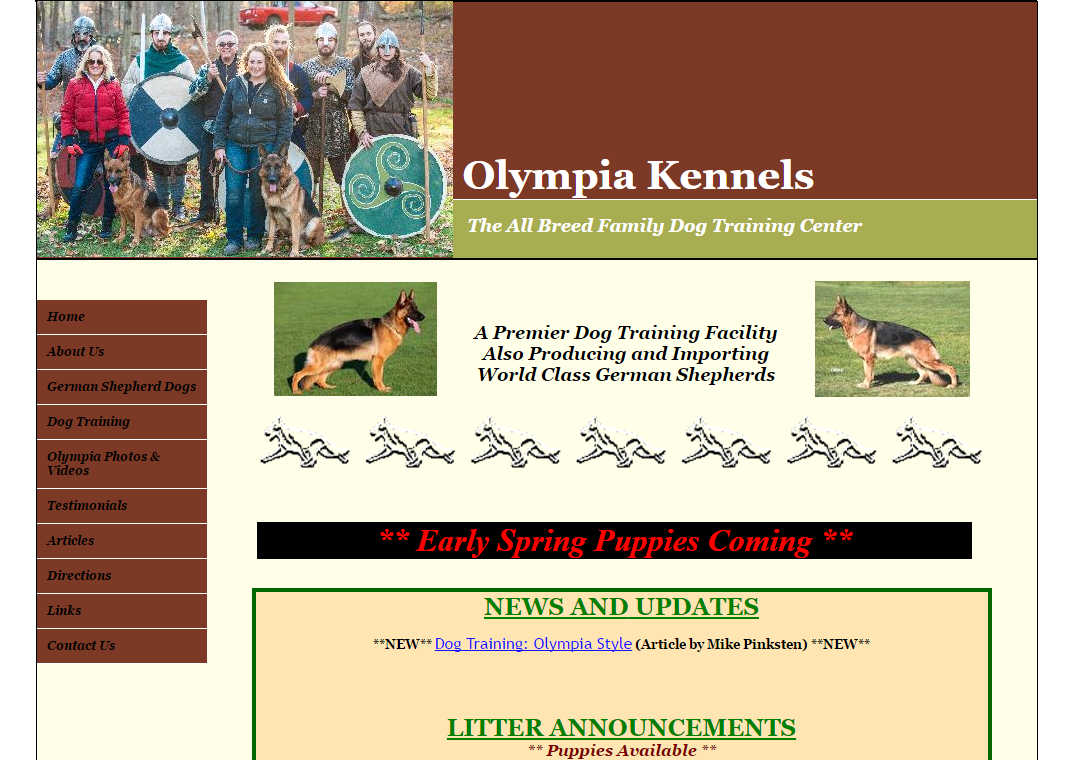 Olympia Kennels
The All Breed Family Dog Training Center
Home
About Us
German Shepherd Dogs
Dog Training
Olympia Photos &
Videos
Testimonials
Articles
Directions
Links
Contact Us
A Premier Dog Training Facility
Also Producing and Importing
World Class German Shepherds
** Early Spring Puppies Coming **
NEWS AND UPDATES
**NEW** Dog Training: Olympia Style (Article by Mike Pinksten) **NEW**
LITTER ANNOUNCEMENTS
** Puppies Available **